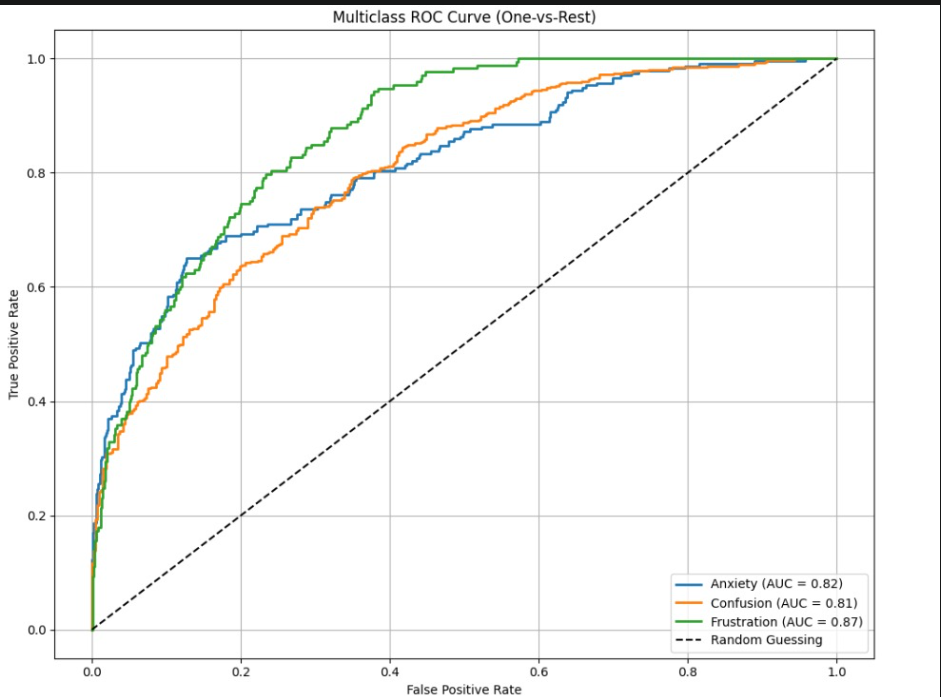 Multiclass ROC Curve (One-vs-Rest)
1.0
0.8
0.6
0.4
0.2
0.0
True Positive Rate
0.0 0.2 0.4 0.6 0.8 1.0
False Positive Rate
Anxiety (AUC = 0.82)
Confusion (AUC = 0.81)
Frustration (AUC = 0.87)
Random Guessing